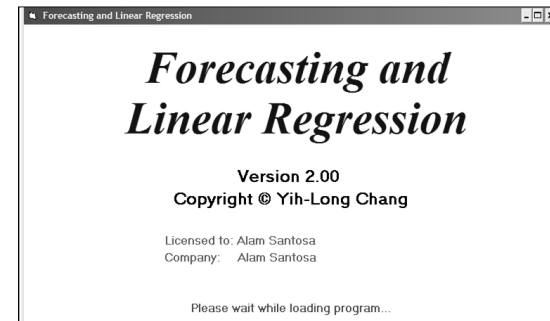 Forecasting and Linear Regression
Forecasting and
Linear Regression
Version 2.00
Copyright © Yih-Long Chang
Licensed to: Alam Santosa
Company: Alam Santosa
Please wait while loading program...